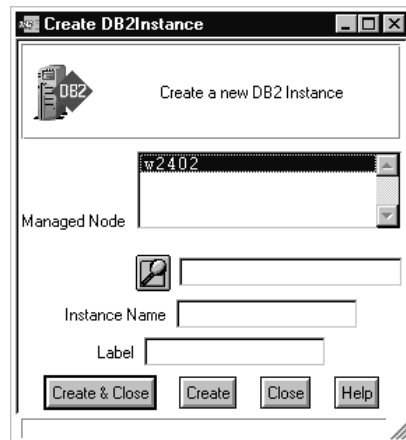 Create DB2Instance
DB2
Create a new DB2 Instance
w2402
Managed Node
Instance Name
Label
Create & Close
Create
Close
Help